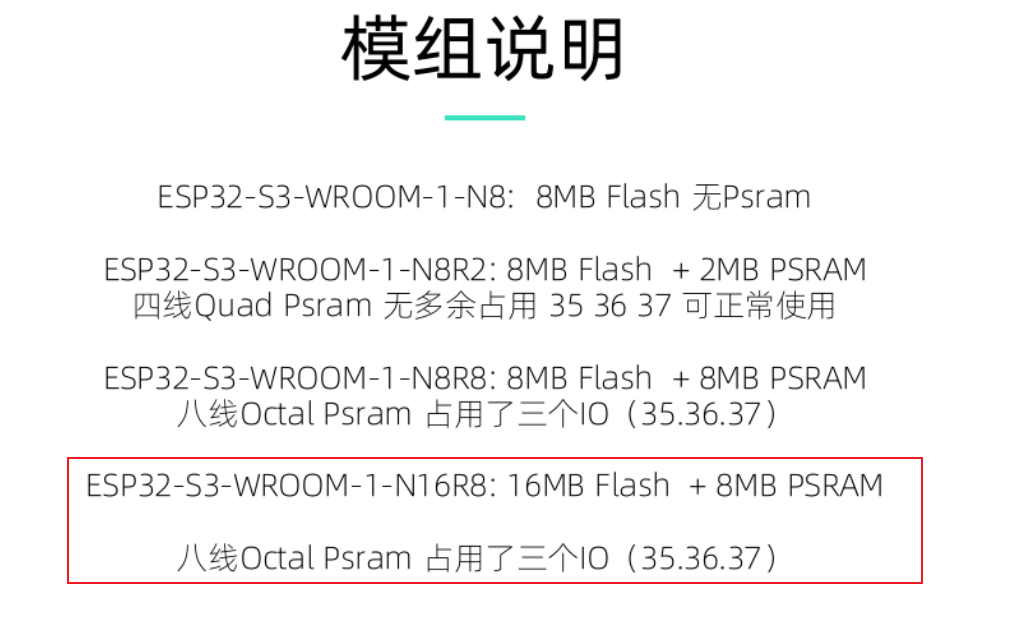 模组说明
ESP32-S3-WROOM-1-N8：8MB Flash 无Psram
ESP32-S3-WROOM-1-N8R2: 8MB Flash + 2MB PSRAM
四线Quad Psram 无多余占用 35 36 37 可正常使用
ESP32-S3-WROOM-1-N8R8: 8MB Flash + 8MB PSRAM
八线Octal Psram 占用了三个IO（35.36.37）
ESP32-S3-WROOM-1-N16R8: 16MB Flash + 8MB PSRAM
八线Octal Psram 占用了三个IO（35.36.37）